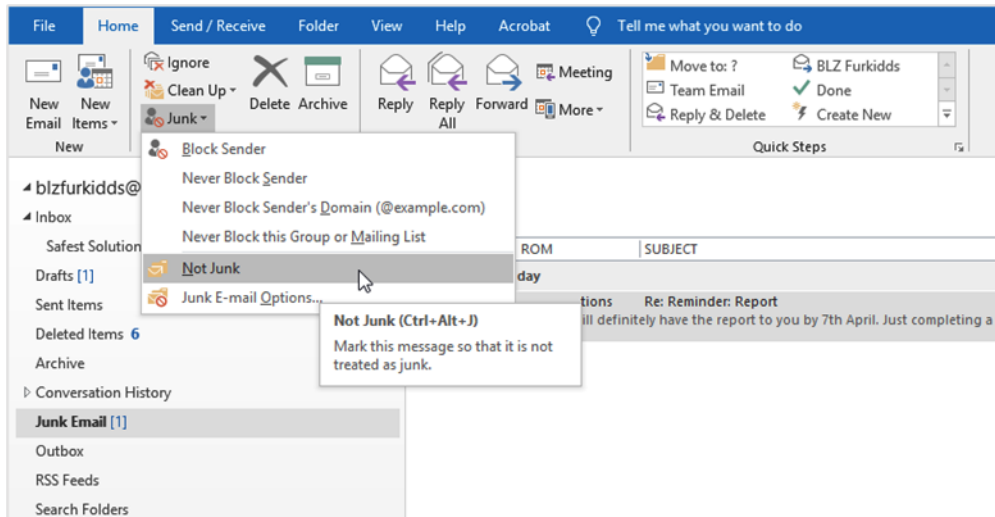 File Home Send / Receive Folder View Help Acrobat Tell me what you want to do
Ignore
Clean Up
Junk
New Email
New Items
Delete Archive
Reply Reply All Forward
Meeting
More
Move to: ? BLZ Furkidds
Team Email Done
Reply & Delete Create New
New Quick Steps
Block Sender
Never Block Sender
Never Block Sender's Domain (@example.com)
Never Block this Group or Mailing List
Not Junk
Junk E-mail Options...
Not Junk (Ctrl+Alt+J)
Mark this message so that it is not
treated as junk.
blzfurkidds@
Inbox
Safest Solution
Drafts [1]
Sent Items
Deleted Items 6
Archive
Conversation History
Junk Email [1]
Outbox
RSS Feeds
Search Folders
ROM SUBJECT
day
tions Re: Reminder: Report
ill definitely have the report to you by 7th April. Just completing a